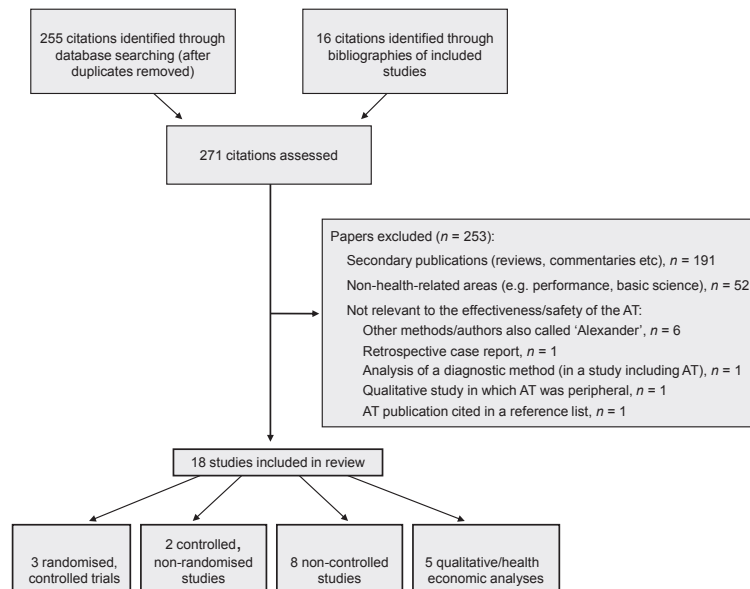 255 citations identified through
database searching (after
duplicates removed)
16 citations identified through
bibliographies of included
studies
271 citations assessed
Papers excluded (n = 253):
Secondary publications (reviews, commentaries etc), n = 191
Non-health-related areas (e.g. performance, basic science), n = 52
Not relevant to the effectiveness/safety of the AT:
Other methods/authors also called ‘Alexander’, n = 6
Retrospective case report, n = 1
Analysis of a diagnostic method (in a study including AT), n = 1
Qualitative study in which AT was peripheral, n = 1
AT publication cited in a reference list, n = 1
18 studies included in review
3 randomised,
controlled trials
2 controlled,
non-randomised
studies
8 non-controlled
studies
5 qualitative/health
economic analyses